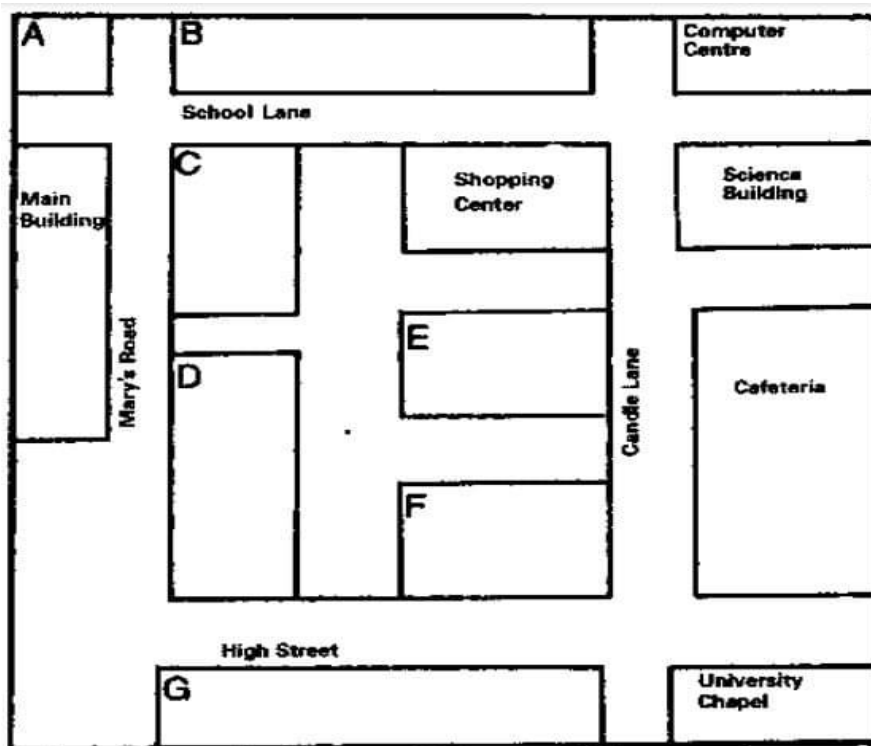 A
B
Computer
Centre
School Lane
C
Main
Building
Shopping
Center
Science
Building
Mary's Road
D
E
Candle Lane
Cafeteria
F
High Street
G
University
Chapel